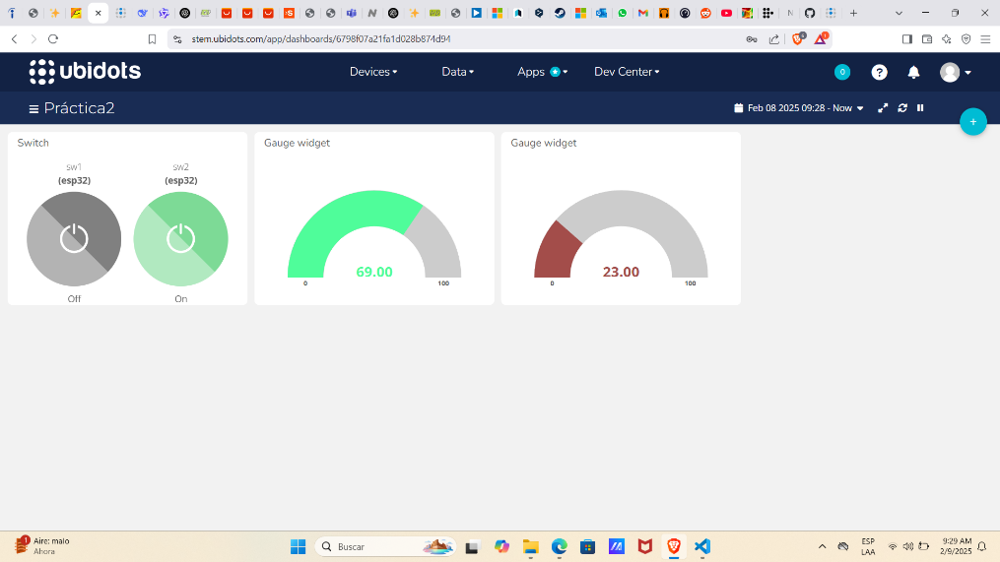 stem.ubidots.com/app/dashboards/6798f07a21fa1d028b874d94
ubidots
Devices
Data
Apps
Dev Center
0
?
Práctica2
Feb 08 2025 09:28 - Now
+
Switch
sw1
(esp32)
Off
sw2
(esp32)
On
Gauge widget
69.00
0
100
Gauge widget
23.00
0
100
1
Aire: malo
Ahora
Buscar
ESP
LAA
9:29 AM
2/9/2025